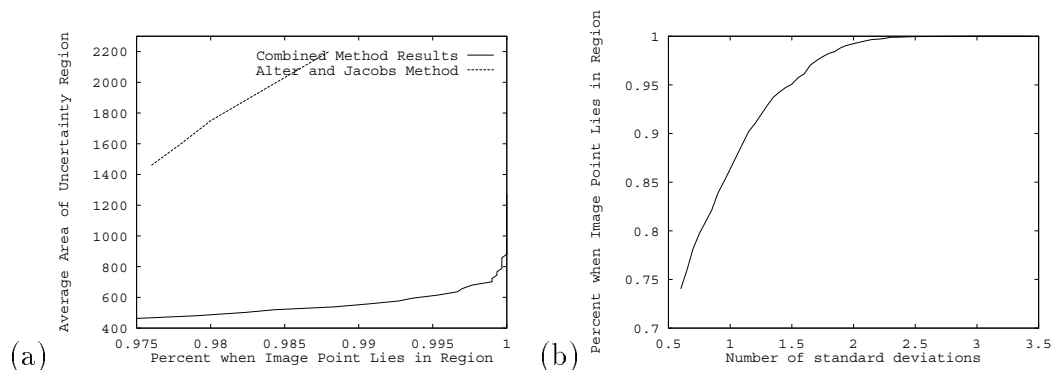 2200
2000
1800
1600
1400
1200
1000
800
600
400
Average Area of Uncertainty Region
Combined Method Results
Alter and Jacobs Method
0.975 0.98 0.985 0.99 0.995 1
Percent when Image Point Lies in Region
(a)
1
0.95
0.9
0.85
0.8
0.75
0.7
Percent when Image Point Lies in Region
0.5 1 1.5 2 2.5 3 3.5
Number of standard deviations
(b)